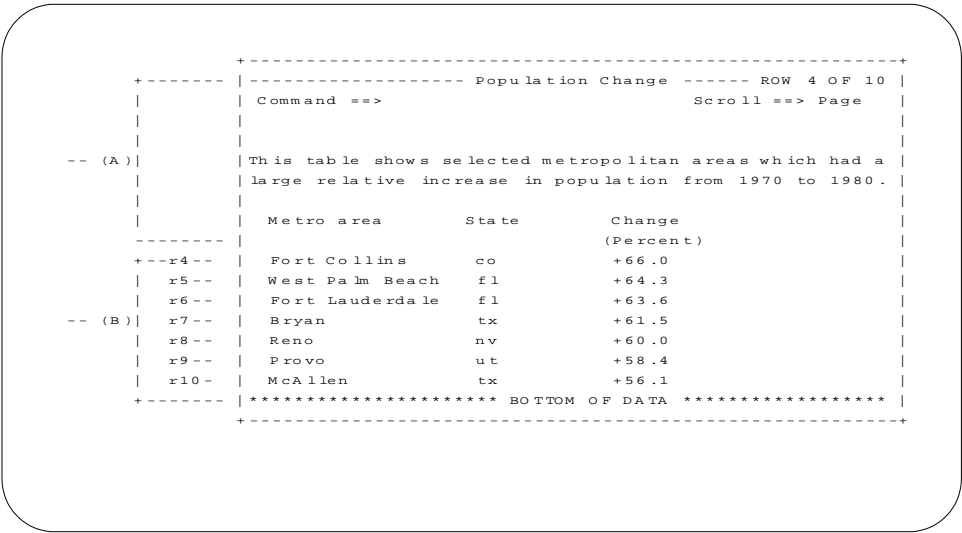 +---------------------------------------------------------+
+------- |------------------ Population Change ------ ROW 4 OF 10 |
| | Command ==> Scroll ==> Page |
| | |
| | |
-- (A)| |This table shows selected metropolitan areas which had a |
| |large relative increase in population from 1970 to 1980. |
| | |
| | Metro area State Change |
-------- | (Percent) |
+--r4-- | Fort Collins co +66.0 |
| r5-- | West Palm Beach fl +64.3 |
| r6-- | Fort Lauderdale fl +63.6 |
-- (B)| r7-- | Bryan tx +61.5 |
| r8-- | Reno nv +60.0 |
| r9-- | Provo ut +58.4 |
| r10- | McAllen tx +56.1 |
+------- |********************** BOTTOM OF DATA ****************** |
+---------------------------------------------------------+